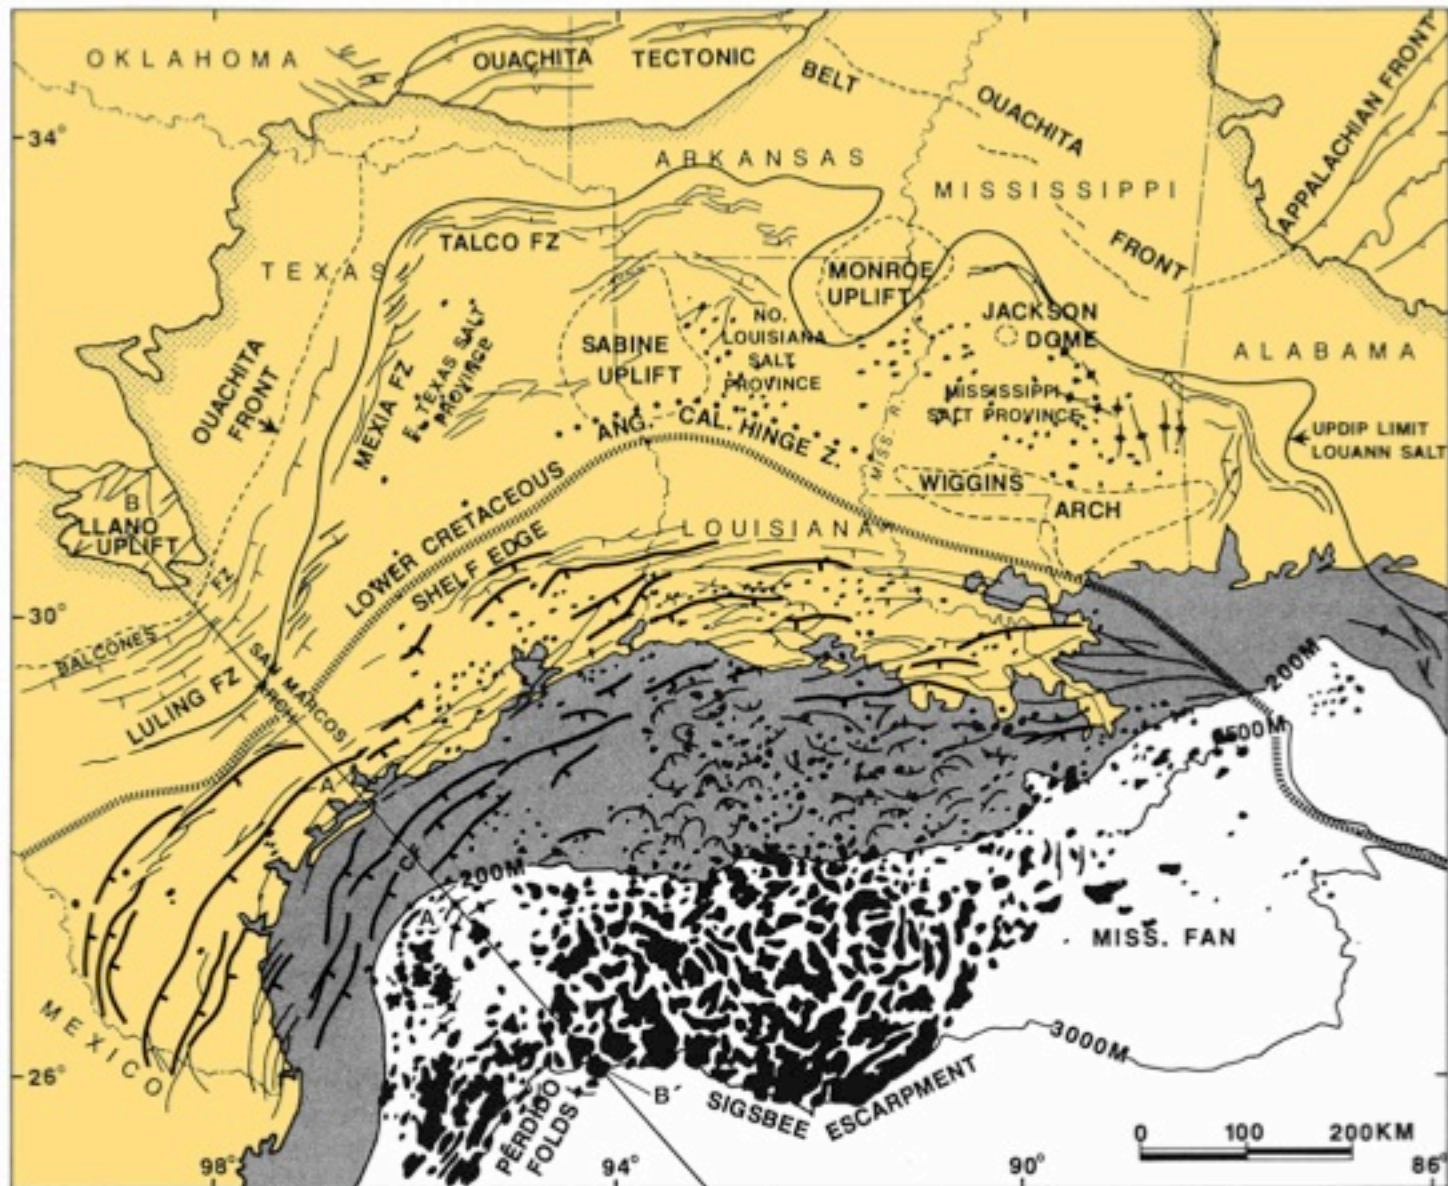 OKLAHOMA
OUACHITA TECTONIC
BELT
OUACHITA
APPALACHIAN FRONT
34°
ARKANSAS
MISSISSIPPI
TALCO FZ
TEXAS
FRONT
MONROE
UPLIFT
JACKSON
DOME
NO.
LOUISIANA
SALT
PROVINCE
SABINE
UPLIFT
ALABAMA
E. TEXAS SALT
PROVINCE
OUACHITA
FRONT
MEXIA FZ
MISSISSIPPI
SALT PROVINCE
ANG. CAL. HINGE Z.
MISS. R.
UPDIP LIMIT
LOUANN SALT
WIGGINS
ARCH
B
LLANO
UPLIFT
LOWER CRETACEOUS
SHELF EDGE
LOUISIANA
FZ
30°
BALCONES
SAN MARCOS
ARCH
LULING FZ
200M
A
CF
200M
A
MISS. FAN
MEXICO
3000M
26°
B'
SIGSBEE ESCARPMENT
PERDIDO
FOLDS
0 100 200KM
98° 94° 90° 86°